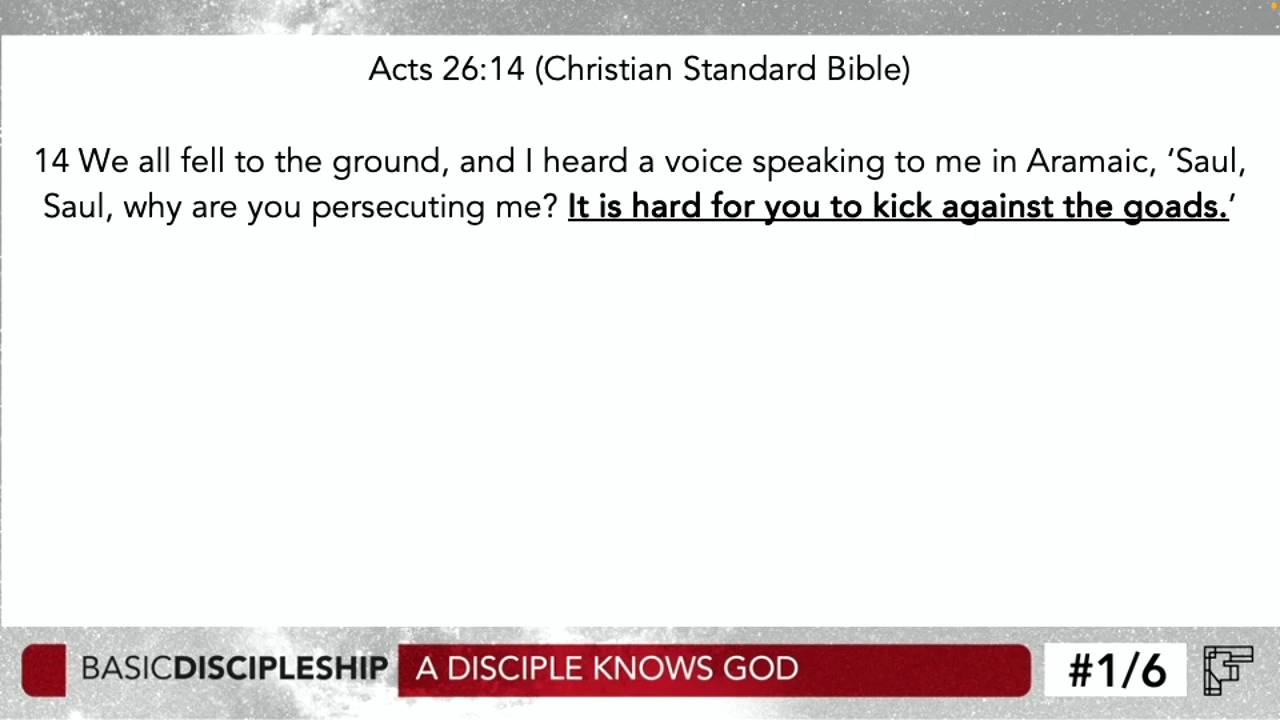 Acts 26:14 (Christian Standard Bible)
14 We all fell to the ground, and I heard a voice speaking to me in Aramaic, ‘Saul,
Saul, why are you persecuting me? It is hard for you to kick against the goads.’
BASICDISCIPLESHIP A DISCIPLE KNOWS GOD #1/6